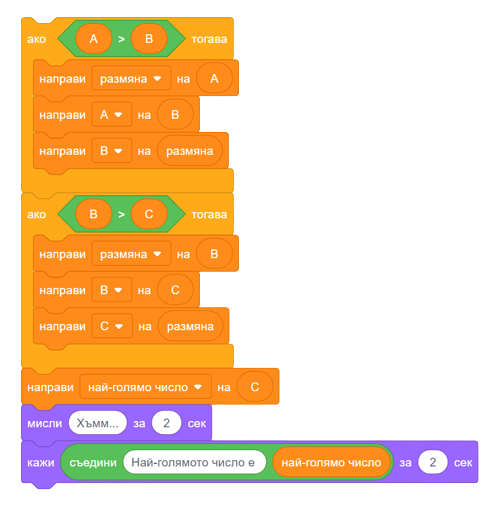 ако A > B тогава
направи размяна на A
направи A на B
направи B на размяна
ако B > C тогава
направи размяна на B
направи B на C
направи C на размяна
направи най-голямо число на C
мисли Хъмм... за 2 сек
кажи съедини Най-голямото число е най-голямо число за 2 сек